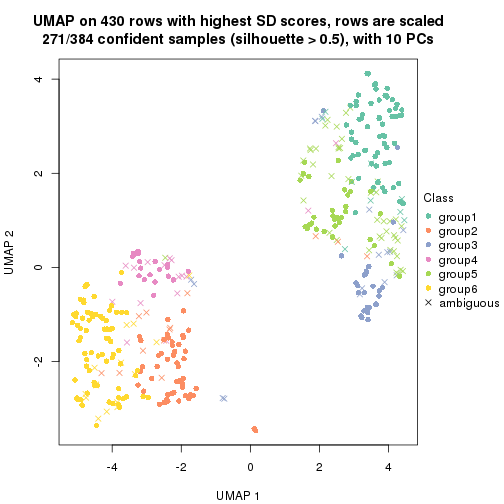 UMAP on 430 rows with highest SD scores, rows are scaled
271/384 confident samples (silhouette > 0.5), with 10 PCs
4
2
0
-2
UMAP 2
-4
-2
0
2
4
UMAP 1
Class
group1
group2
group3
group4
group5
group6
ambiguous